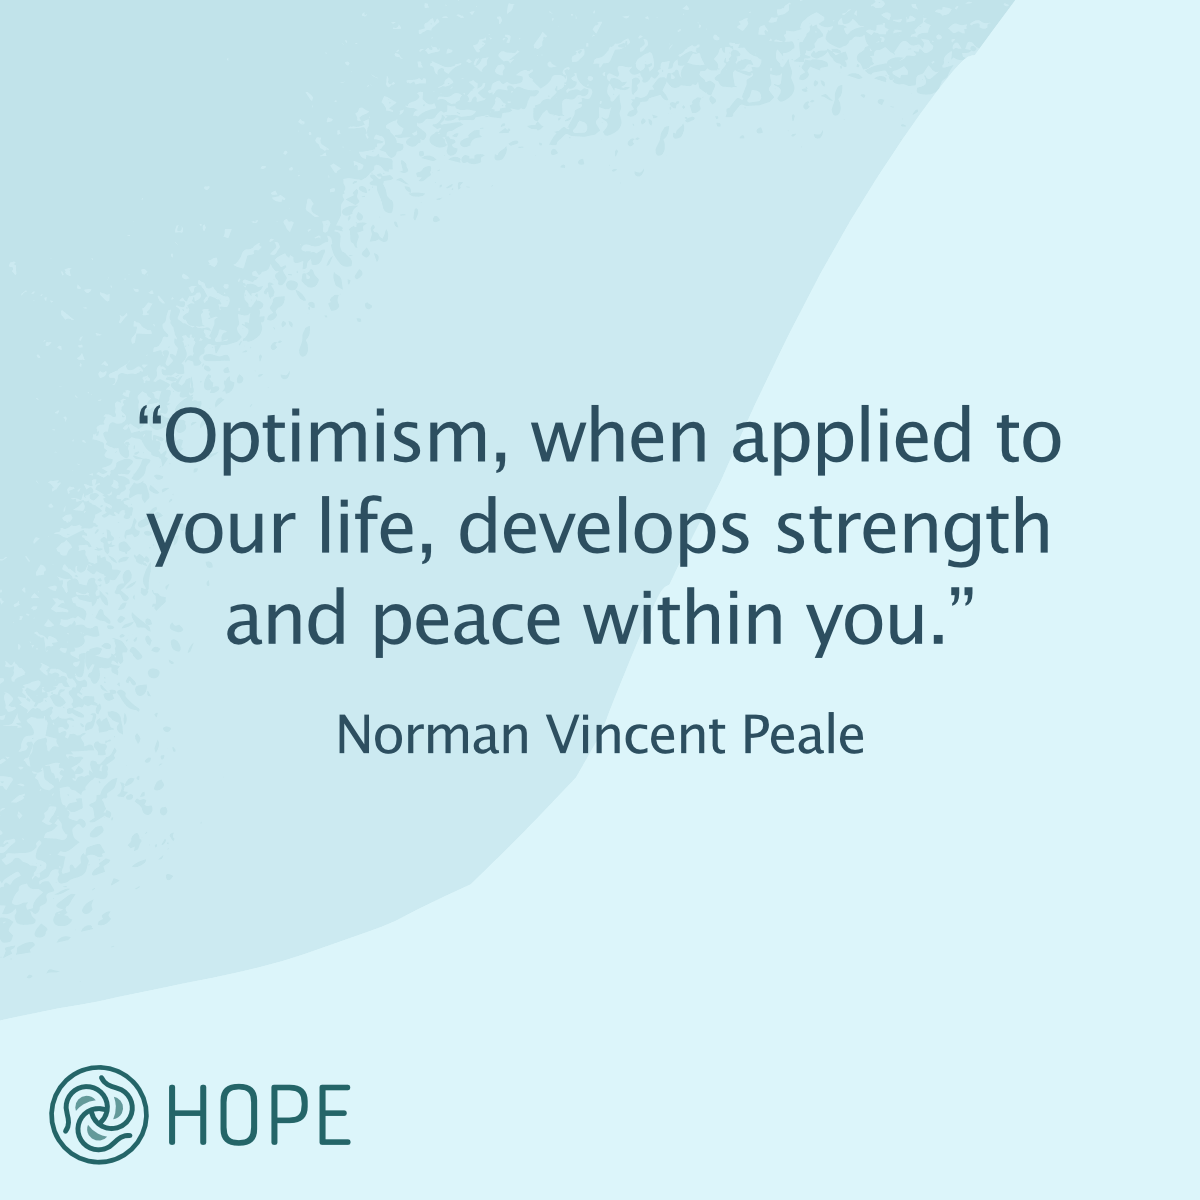 “Optimism, when applied to
your life, develops strength
and peace within you.”
Norman Vincent Peale
HOPE